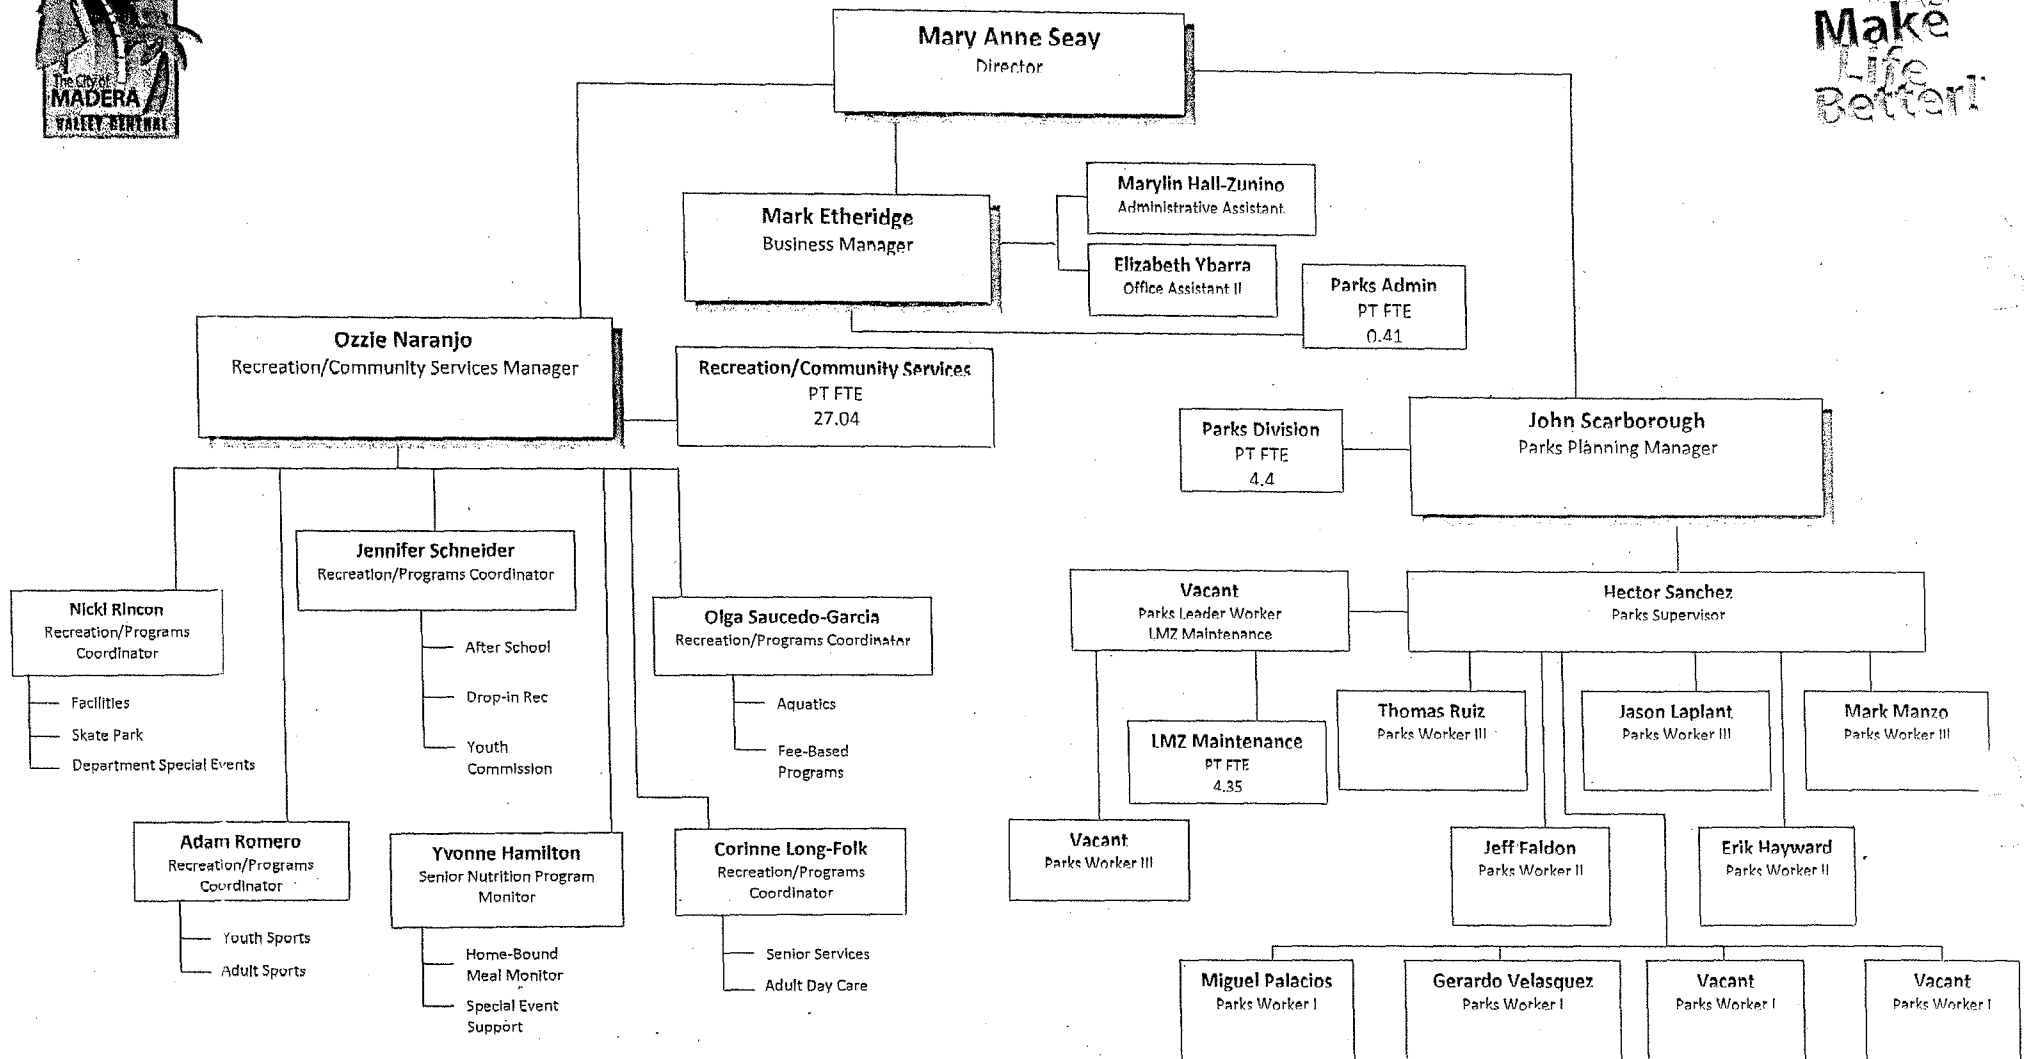 The City of
MADERA
VALLEY CENTRAL
Make
Life
Better!
Mary Anne Seay
Director
Mark Etheridge
Business Manager
Marylin Hall-Zunino
Administrative Assistant
Elizabeth Ybarra
Office Assistant II
Parks Admin
PT FTE
0.41
Ozzie Naranjo
Recreation/Community Services Manager
Recreation/Community Services
PT FTE
27.04
Parks Division
PT FTE
4.4
John Scarborough
Parks Planning Manager
Nicki Rincon
Recreation/Programs
Coordinator
Facilities
Skate Park
Department Special Events
Jennifer Schneider
Recreation/Programs Coordinator
After School
Drop-in Rec
Youth
Commission
Olga Saucedo-Garcia
Recreation/Programs Coordinator
Aquatics
Fee-Based
Programs
Adam Romero
Recreation/Programs
Coordinator
Youth Sports
Adult Sports
Yvonne Hamilton
Senior Nutrition Program
Monitor
Home-Bound
Meal Monitor
Special Event
Support
Corinne Long-Folk
Recreation/Programs
Coordinator
Senior Services
Adult Day Care
Vacant
Parks Leader Worker
LMZ Maintenance
Hector Sanchez
Parks Supervisor
LMZ Maintenance
PT FTE
4.35
Vacant
Parks Worker III
Thomas Ruiz
Parks Worker III
Jason Laplant
Parks Worker III
Mark Manzo
Parks Worker III
Jeff Faldon
Parks Worker II
Erik Hayward
Parks Worker II
Miguel Palacios
Parks Worker I
Gerardo Velasquez
Parks Worker I
Vacant
Parks Worker I
Vacant
Parks Worker I